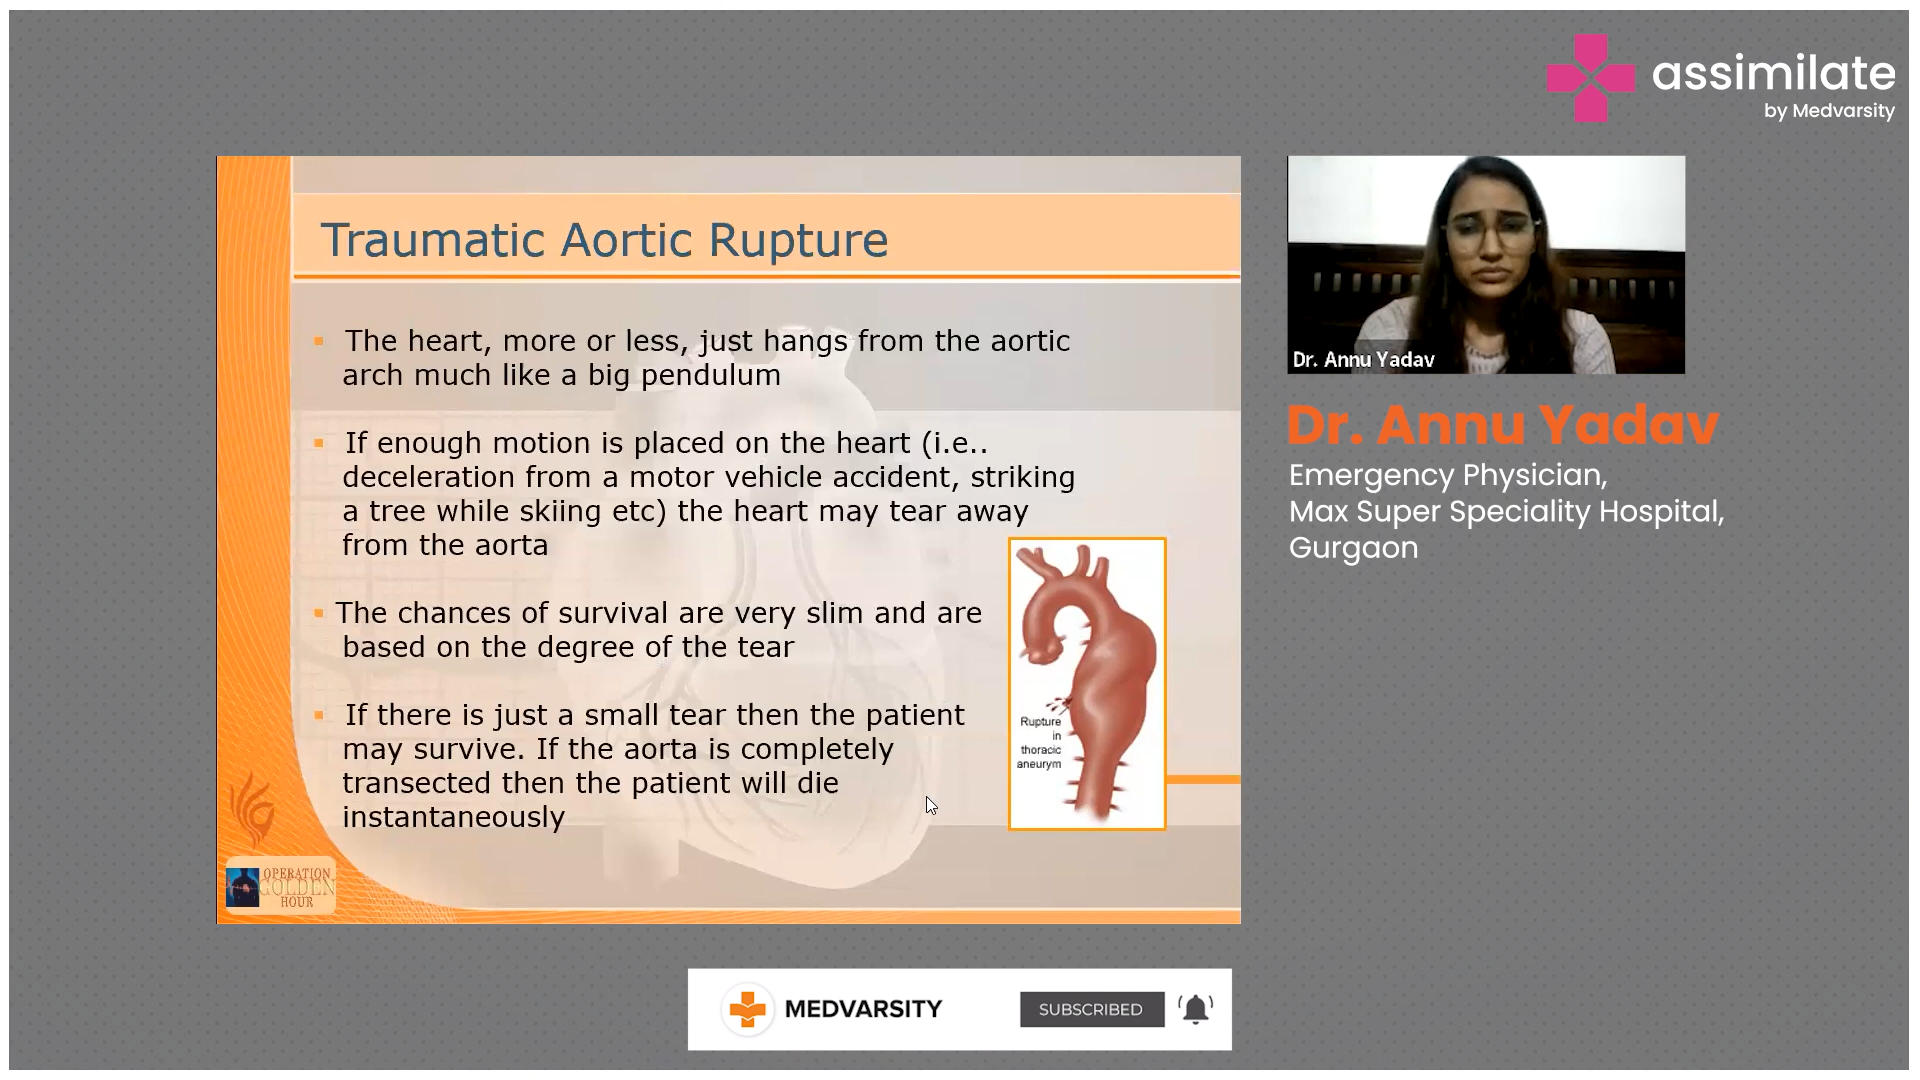 assimilate
by Medvarsity
Traumatic Aortic Rupture
The heart, more or less, just hangs from the aortic
arch much like a big pendulum
If enough motion is placed on the heart (i.e..
deceleration from a motor vehicle accident, striking
a tree while skiing etc) the heart may tear away
from the aorta
The chances of survival are very slim and are
based on the degree of the tear
If there is just a small tear then the patient
may survive. If the aorta is completely
transected then the patient will die
instantaneously
Rupture
in
thoracic
aneurym
OPERATION
GOLDEN
HOUR
Dr. Annu Yadav
Dr. Annu Yadav
Emergency Physician,
Max Super Speciality Hospital,
Gurgaon
MEDVARSITY
SUBSCRIBED